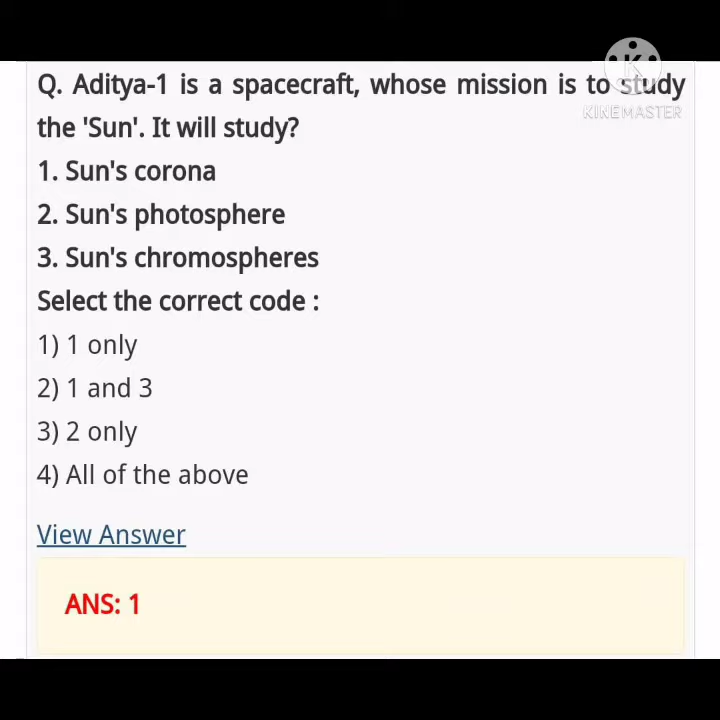 K
KINEMASTER
Q. Aditya-1 is a spacecraft, whose mission is to study
the 'Sun'. It will study?
1. Sun's corona
2. Sun's photosphere
3. Sun's chromospheres
Select the correct code :
1) 1 only
2) 1 and 3
3) 2 only
4) All of the above
View Answer
ANS: 1